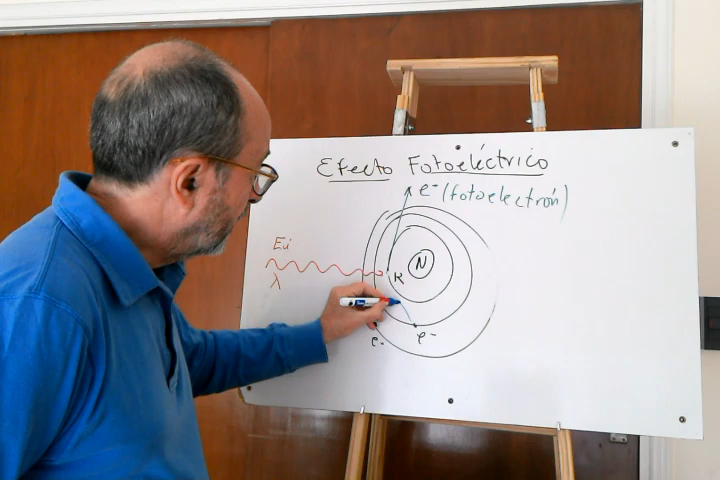 Efecto Fotoeléctrico
e- (fotoelectrón)
Ei
λ
N
K
e-
e-